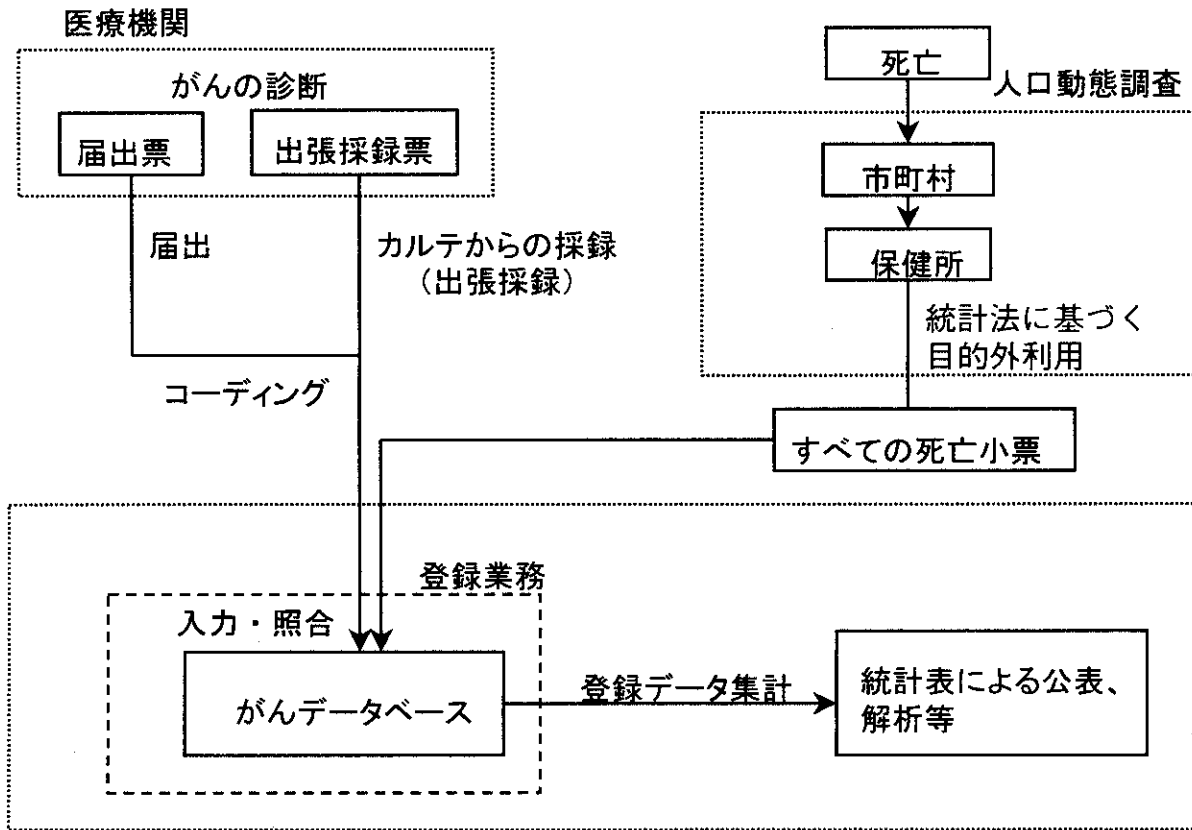 医療機関
がんの診断
届出票
出張採録票
届出
カルテからの採録
(出張採録)
コーディング
死亡
人口動態調査
市町村
保健所
統計法に基づく
目的外利用
すべての死亡小票
登録業務
入力・照合
がんデータベース
登録データ集計
統計表による公表、
解析等